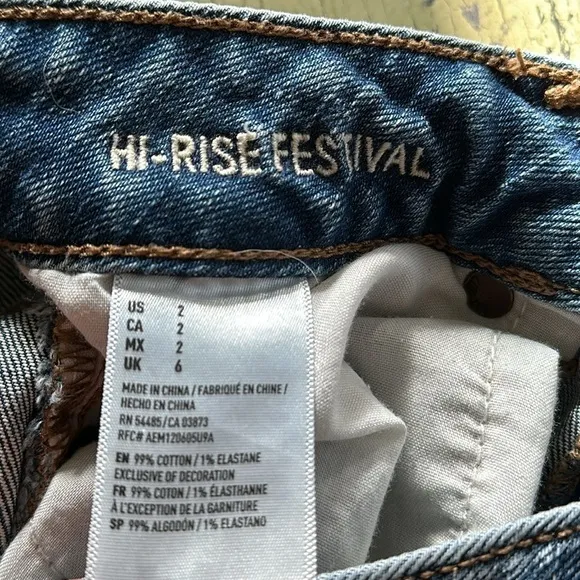 HI-RISE FESTIVAL
US 2
CA 2
MX 2
UK 6
MADE IN CHINA / FABRIQUÉ EN CHINE /
HECHO EN CHINA
RN 54485/CA 03873
RFC# AEM120605U9A
EN 99% COTTON / 1% ELASTANE
EXCLUSIVE OF DECORATION
FR 99% COTON / 1% ÉLASTHANNE
À L'EXCEPTION DE LA GARNITURE
SP 99% ALGODÓN / 1% ELASTANE